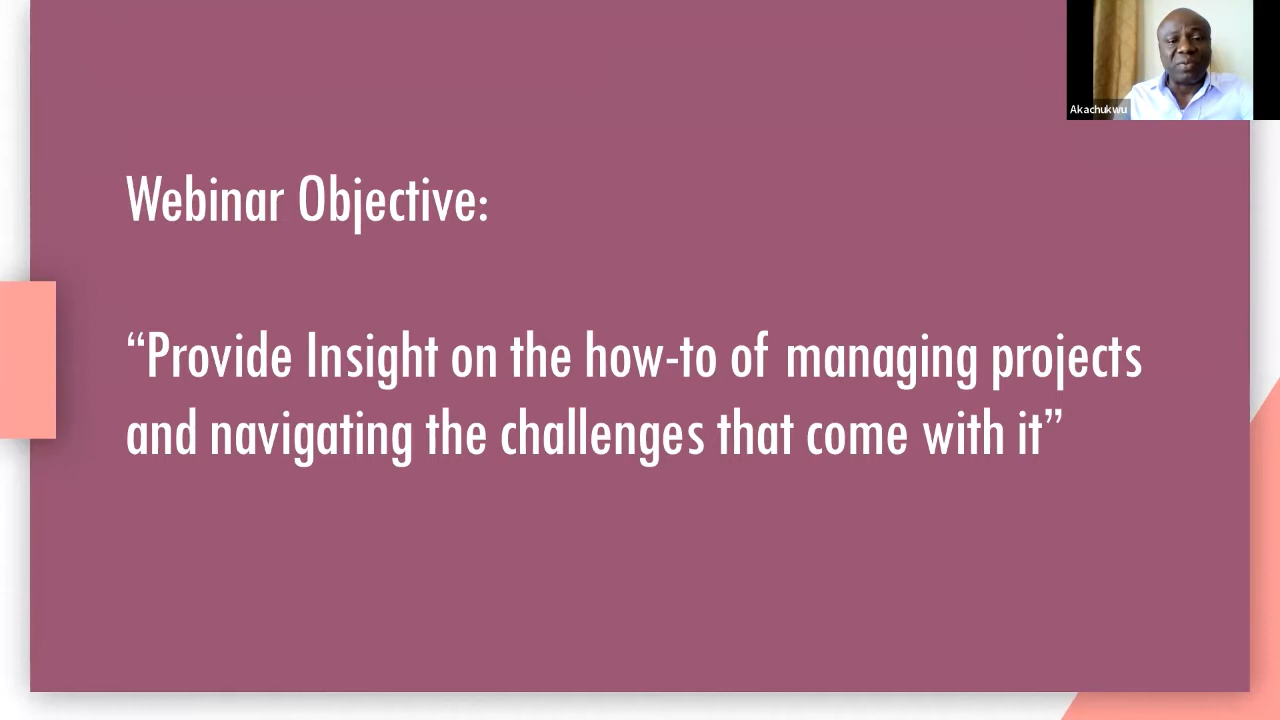 Akachukwu
Webinar Objective:
“Provide Insight on the how-to of managing projects
and navigating the challenges that come with it”